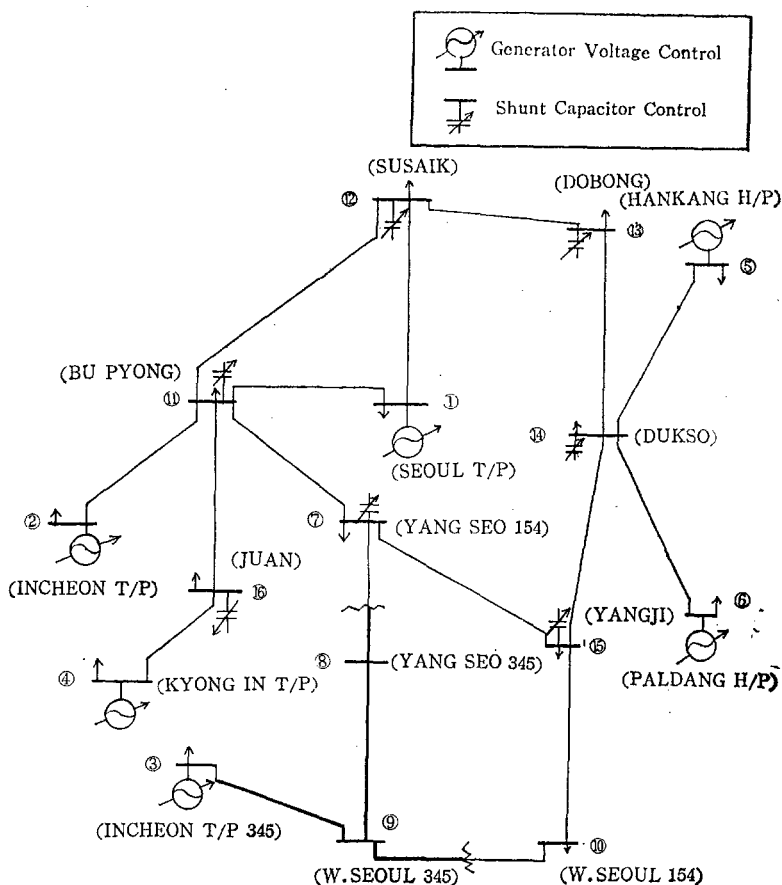 Generator Voltage Control
Shunt Capacitor Control
(SUSAIK)
⑫
(DOBONG)
⑬
(HANKANG H/P)
⑤
(BU PYONG)
⑪
①
(SEOUL T/P)
⑭
(DUKSO)
②
(INCHEON T/P)
⑦
(YANG SEO 154)
(JUAN)
⑯
(YANGJI)
⑮
⑥
(PALDANG H/P)
⑧
(YANG SEO 345)
④
(KYONG IN T/P)
③
(INCHEON T/P 345)
⑨
(W.SEOUL 345)
⑩
(W.SEOUL 154)